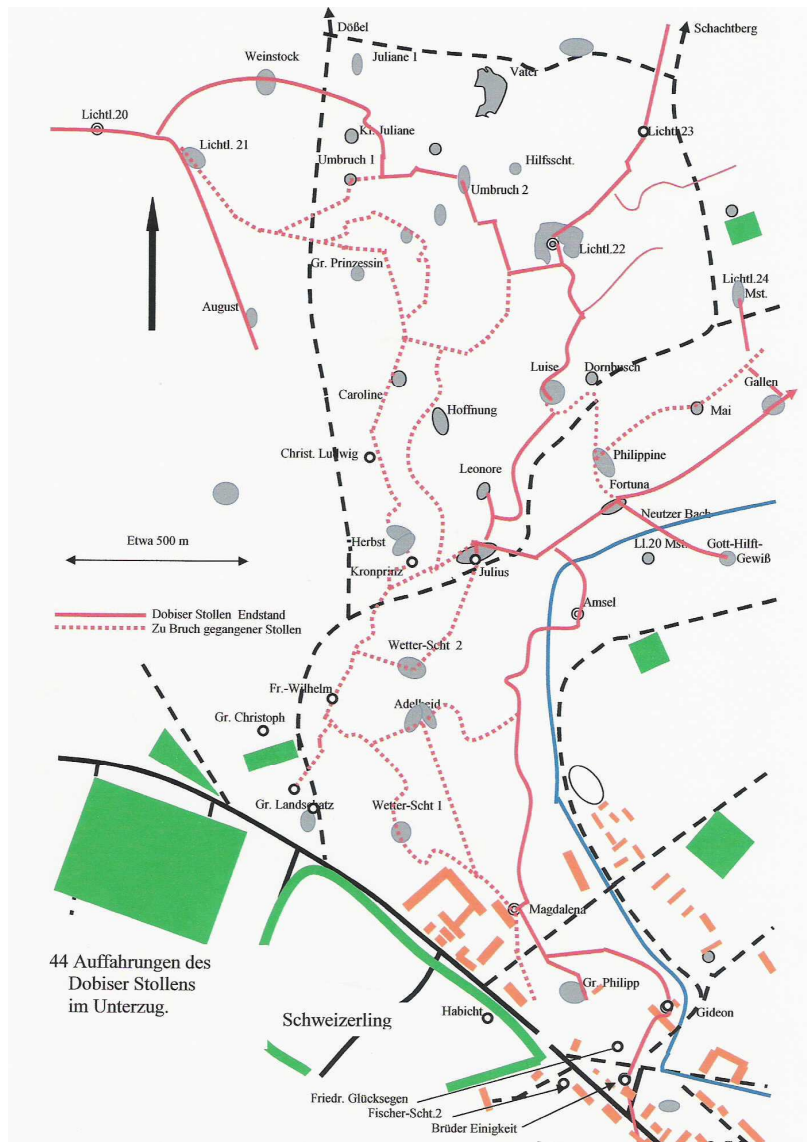 Dößel
Schachtberg
Weinstock
Juliane 1
Vater
Lichtl.20
Kl. Juliane
Lichtl.23
Lichtl. 21
Umbruch 1
Hilfsscht.
Umbruch 2
Lichtl.22
Gr. Prinzessin
Lichtl.24
Mst.
August
Luise
Dornbusch
Gallen
Caroline
Hoffnung
Mai
Christ. Ludwig
Philippine
Leonore
Fortuna
Neutzer Bach
Etwa 500 m
Herbst
Ll.20 Mst.
Gott-Hilft-
Gewiß
Kronprinz
Julius
Dobiser Stollen Endstand
Zu Bruch gegangener Stollen
Amsel
Wetter-Scht 2
Fr.-Wilhelm
Adelheid
Gr. Christoph
Gr. Landschatz
Wetter-Scht 1
Magdalena
44 Auffahrungen des
Dobiser Stollens
im Unterzug.
Gr. Philipp
Schweizerling
Habicht
Gideon
Friedr. Glücksegen
Fischer-Scht.2
Brüder Einigkeit